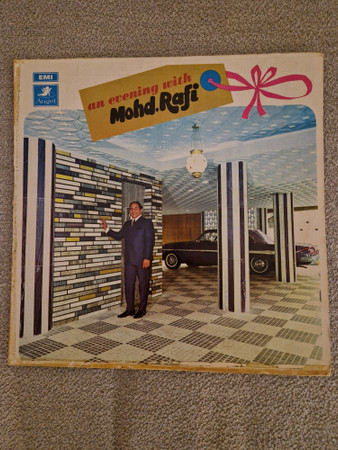 EMI
Angel
an evening with
Mohd. Rafi